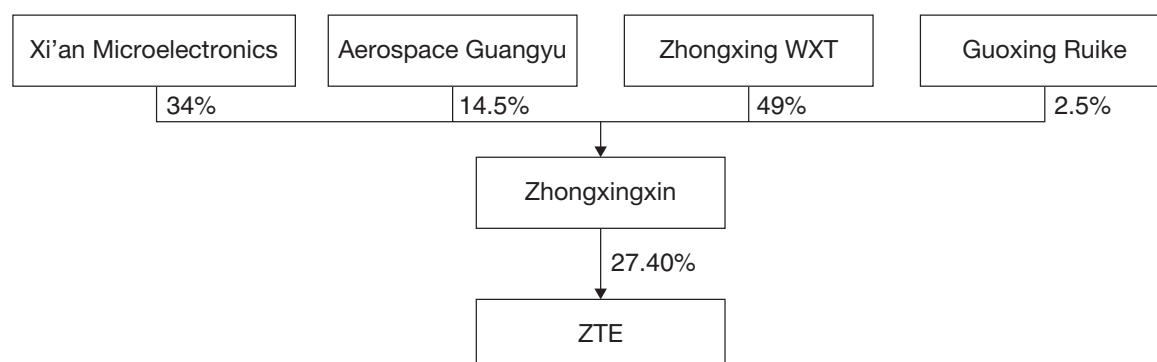 Xi’an Microelectronics Aerospace Guangyu Zhongxing WXT Guoxing Ruike
34% 14.5% 49% 2.5%
Zhongxingxin
27.40%
ZTE